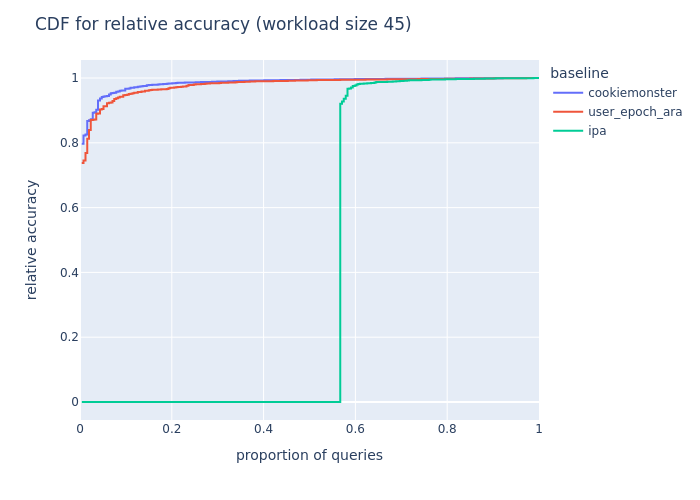 CDF for relative accuracy (workload size 45)
baseline
cookiemonster
user_epoch_ara
ipa
relative accuracy
1
0.8
0.6
0.4
0.2
0
0 0.2 0.4 0.6 0.8 1
proportion of queries